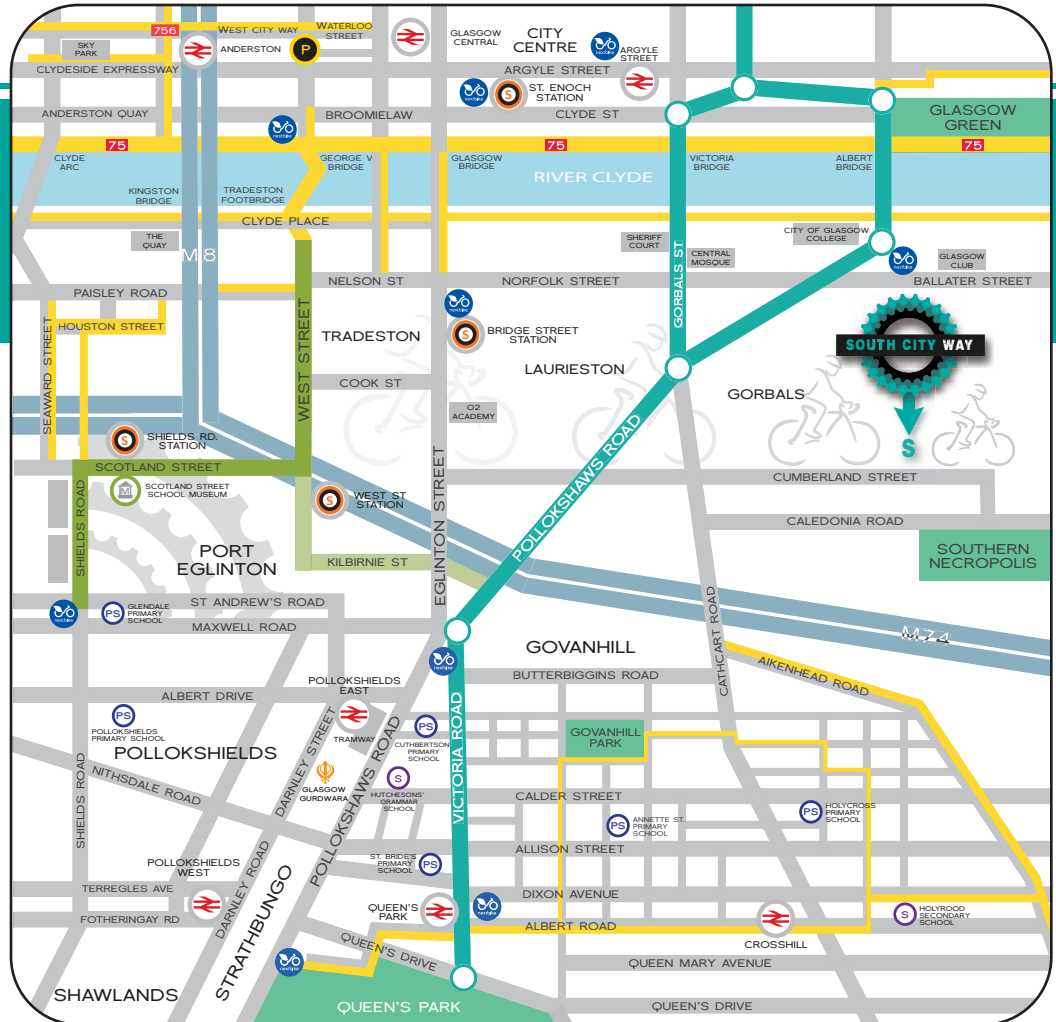 756
WEST CITY WAY
WATERLOO
STREET
SKY
PARK
ANDERSTON
P
GLASGOW
CENTRAL
CITY
CENTRE
nextbike
ARGYLE
STREET
CLYDESIDE EXPRESSWAY
ARGYLE STREET
nextbike
S
ST. ENOCH
STATION
ANDERSTON QUAY
BROOMIELAW
CLYDE ST
GLASGOW
GREEN
nextbike
75
75
75
CLYDE
ARC
GEORGE V
BRIDGE
GLASGOW
BRIDGE
VICTORIA
BRIDGE
ALBERT
BRIDGE
RIVER CLYDE
KINGSTON
BRIDGE
TRADESTON
FOOTBRIDGE
CLYDE PLACE
THE
QUAY
M 8
SHERIFF
COURT
CENTRAL
MOSQUE
CITY OF GLASGOW
COLLEGE
nextbike
GLASGOW
CLUB
GORBALS ST
NELSON ST
NORFOLK STREET
BALLATER STREET
PAISLEY ROAD
HOUSTON STREET
SEAWARD STREET
WEST STREET
TRADESTON
nextbike
S
BRIDGE STREET
STATION
SOUTH CITY WAY
S
LAURIESTON
GORBALS
COOK ST
O2
ACADEMY
S
SHIELDS RD.
STATION
SCOTLAND STREET
M
SCOTLAND STREET
SCHOOL MUSEUM
SHIELDS ROAD
S
WEST ST
STATION
EGLINTON STREET
POLLOKSHAWS ROAD
CUMBERLAND STREET
CALEDONIA ROAD
SOUTHERN
NECROPOLIS
PORT
EGLINTON
KILBIRNIE ST
nextbike
PS
GLENDALE
PRIMARY
SCHOOL
ST ANDREW'S ROAD
MAXWELL ROAD
CATHCART ROAD
M74
GOVANHILL
nextbike
BUTTERBIGGINS ROAD
AIKENHEAD ROAD
POLLOKSHIELDS
EAST
ALBERT DRIVE
PS
POLLOKSHIELDS
PRIMARY SCHOOL
POLLOKSHIELDS
TRAMWAY
DARNLEY STREET
POLLOKSHAWS ROAD
PS
CUTHBERTSON
PRIMARY
SCHOOL
VICTORIA ROAD
GOVANHILL
PARK
NITHSDALE ROAD
SHIELDS ROAD
GLASGOW
GURDWARA
S
HUTCHESONS'
GRAMMAR
SCHOOL
CALDER STREET
PS
ANNETTE ST.
PRIMARY
SCHOOL
PS
HOLYCROSS
PRIMARY
SCHOOL
ALLISON STREET
POLLOKSHIELDS
WEST
DARNLEY ROAD
ST. BRIDE'S
PRIMARY
SCHOOL
PS
TERREGLES AVE
FOTHERINGAY RD
STRATHBUNGO
QUEEN'S
PARK
nextbike
DIXON AVENUE
ALBERT ROAD
CROSSHILL
S
HOLYROOD
SECONDARY
SCHOOL
nextbike
QUEEN'S DRIVE
QUEEN MARY AVENUE
SHAWLANDS
QUEEN'S PARK
QUEEN'S DRIVE